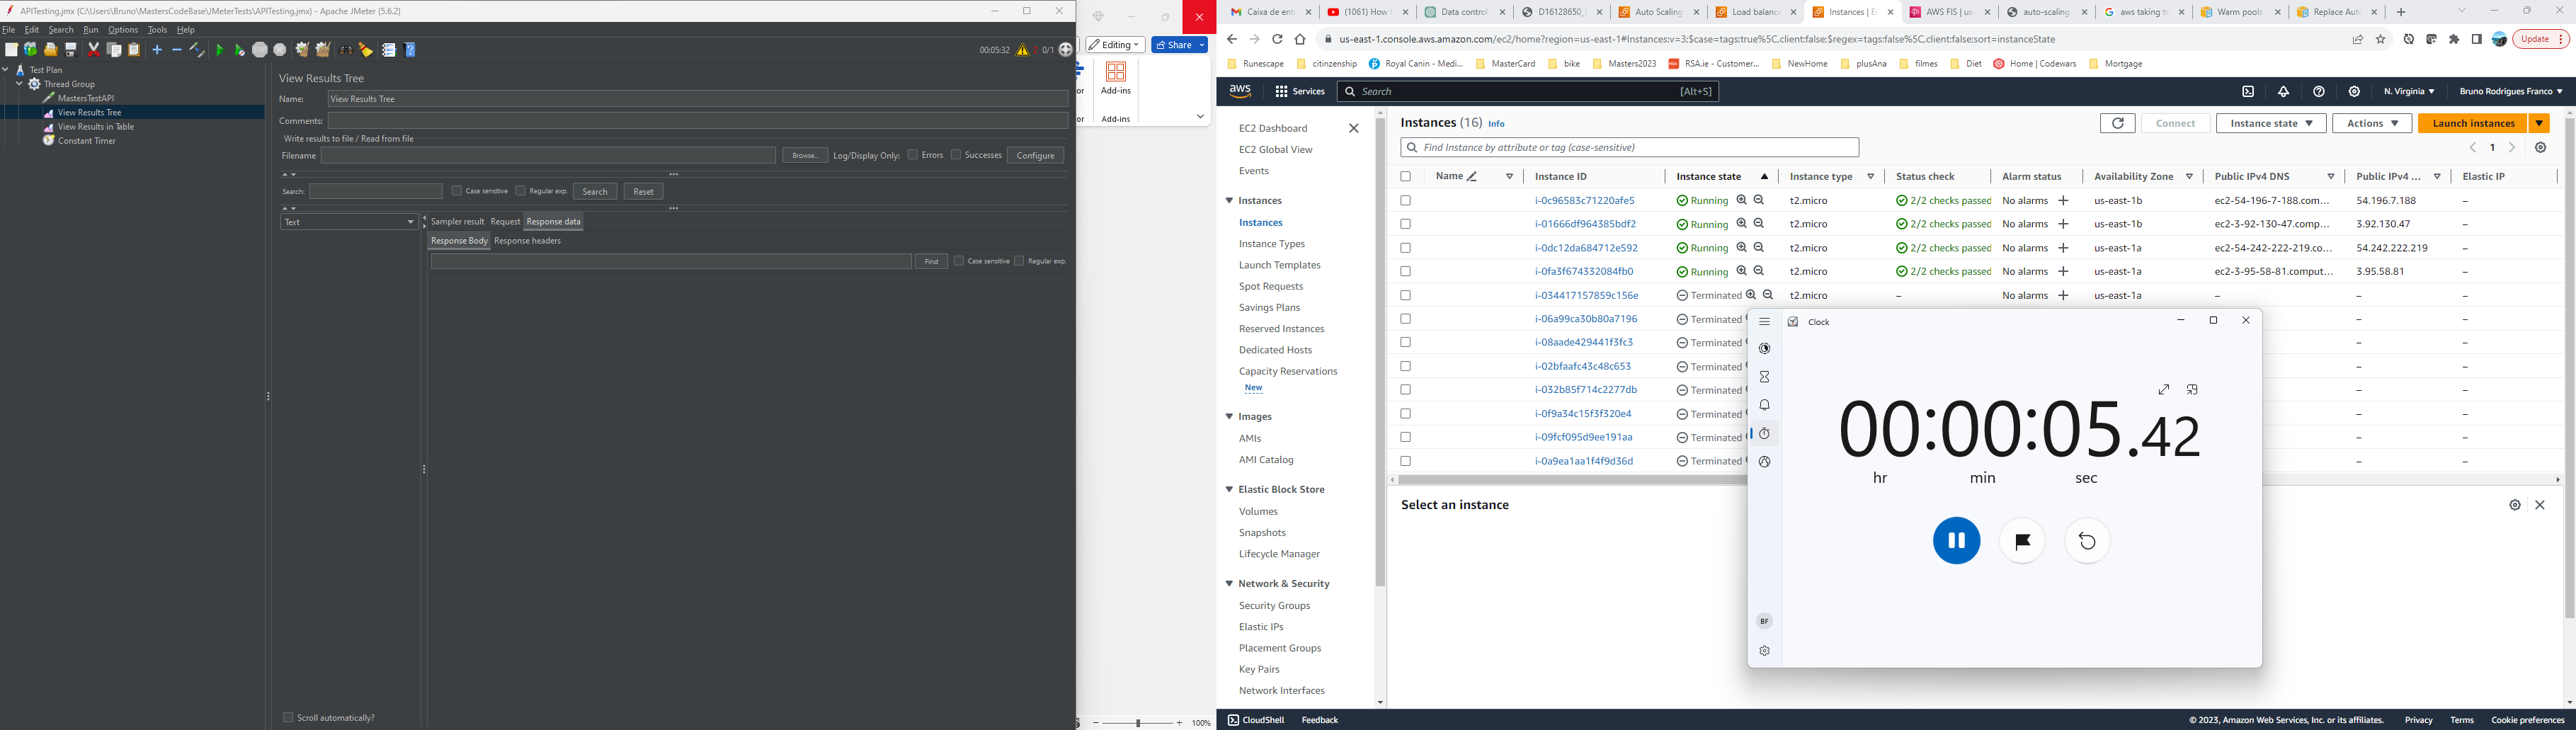 APITesting.jmx (C:\Users\Bruno\MastersCodeBase\JMeterTests\APITesting.jmx) - Apache JMeter (5.6.2)
File Edit Search Run Options Tools Help
00:05:32 2 0/1
Test Plan
Thread Group
MastersTestAPI
View Results Tree
View Results in Table
Constant Timer
View Results Tree
Name: View Results Tree
Comments:
Write results to file / Read from file
Filename Browse... Log/Display Only: Errors Successes Configure
Search: Case sensitive Regular exp. Search Reset
Text
Sampler result Request Response data
Response Body Response headers
Find Case sensitive Regular exp.
Scroll automatically?
Editing Share
or Add-ins
or Add-ins
100%
Caixa de ent
(1061) How
Data control
D16128650_
Auto Scaling
Load balance
Instances | E
AWS FIS | us
auto-scaling
aws taking t
Warm pools
Replace Aut
us-east-1.console.aws.amazon.com/ec2/home?region=us-east-1#Instances:v=3;$case=tags:true%5C,client:false;$regex=tags:false%5C,client:false;sort=instanceState
Update
Runescape citinzenship Royal Canin - Medi... MasterCard bike Masters2023 RSA.ie - Customer... NewHome plusAna filmes Diet Home | Codewars Mortgage
aws Services Search [Alt+S] N. Virginia Bruno Rodrigues Franco
EC2 Dashboard
EC2 Global View
Events
Instances
Instances
Instance Types
Launch Templates
Spot Requests
Savings Plans
Reserved Instances
Dedicated Hosts
Capacity Reservations
New
Images
AMIs
AMI Catalog
Elastic Block Store
Volumes
Snapshots
Lifecycle Manager
Network & Security
Security Groups
Elastic IPs
Placement Groups
Key Pairs
Network Interfaces
Instances (16) Info
Connect Instance state Actions Launch instances
Find Instance by attribute or tag (case-sensitive)
1
Name Instance ID Instance state Instance type Status check Alarm status Availability Zone Public IPv4 DNS Public IPv4 ... Elastic IP
i-0c96583c71220afe5 Running t2.micro 2/2 checks passed No alarms + us-east-1b ec2-54-196-7-188.com... 54.196.7.188 –
i-01666df964385bdf2 Running t2.micro 2/2 checks passed No alarms + us-east-1b ec2-3-92-130-47.comp... 3.92.130.47 –
i-0dc12da684712e592 Running t2.micro 2/2 checks passed No alarms + us-east-1a ec2-54-242-222-219.co... 54.242.222.219 –
i-0fa3f674332084fb0 Running t2.micro 2/2 checks passed No alarms + us-east-1a ec2-3-95-58-81.comput... 3.95.58.81 –
i-034417157859c156e Terminated t2.micro – No alarms + us-east-1a – – –
i-06a99ca30b80a7196 Terminated – –
i-08aade429441f3fc3 Terminated – –
i-02bfaafc43c48c653 Terminated – –
i-032b85f714c2277db Terminated – –
i-0f9a34c15f3f320e4 Terminated – –
i-09fcf095d9ee191aa Terminated – –
i-0a9ea1aa1f4f9d36d Terminated – –
Select an instance
Clock
00:00:05.42
hr min sec
BF
CloudShell Feedback
© 2023, Amazon Web Services, Inc. or its affiliates. Privacy Terms Cookie preferences